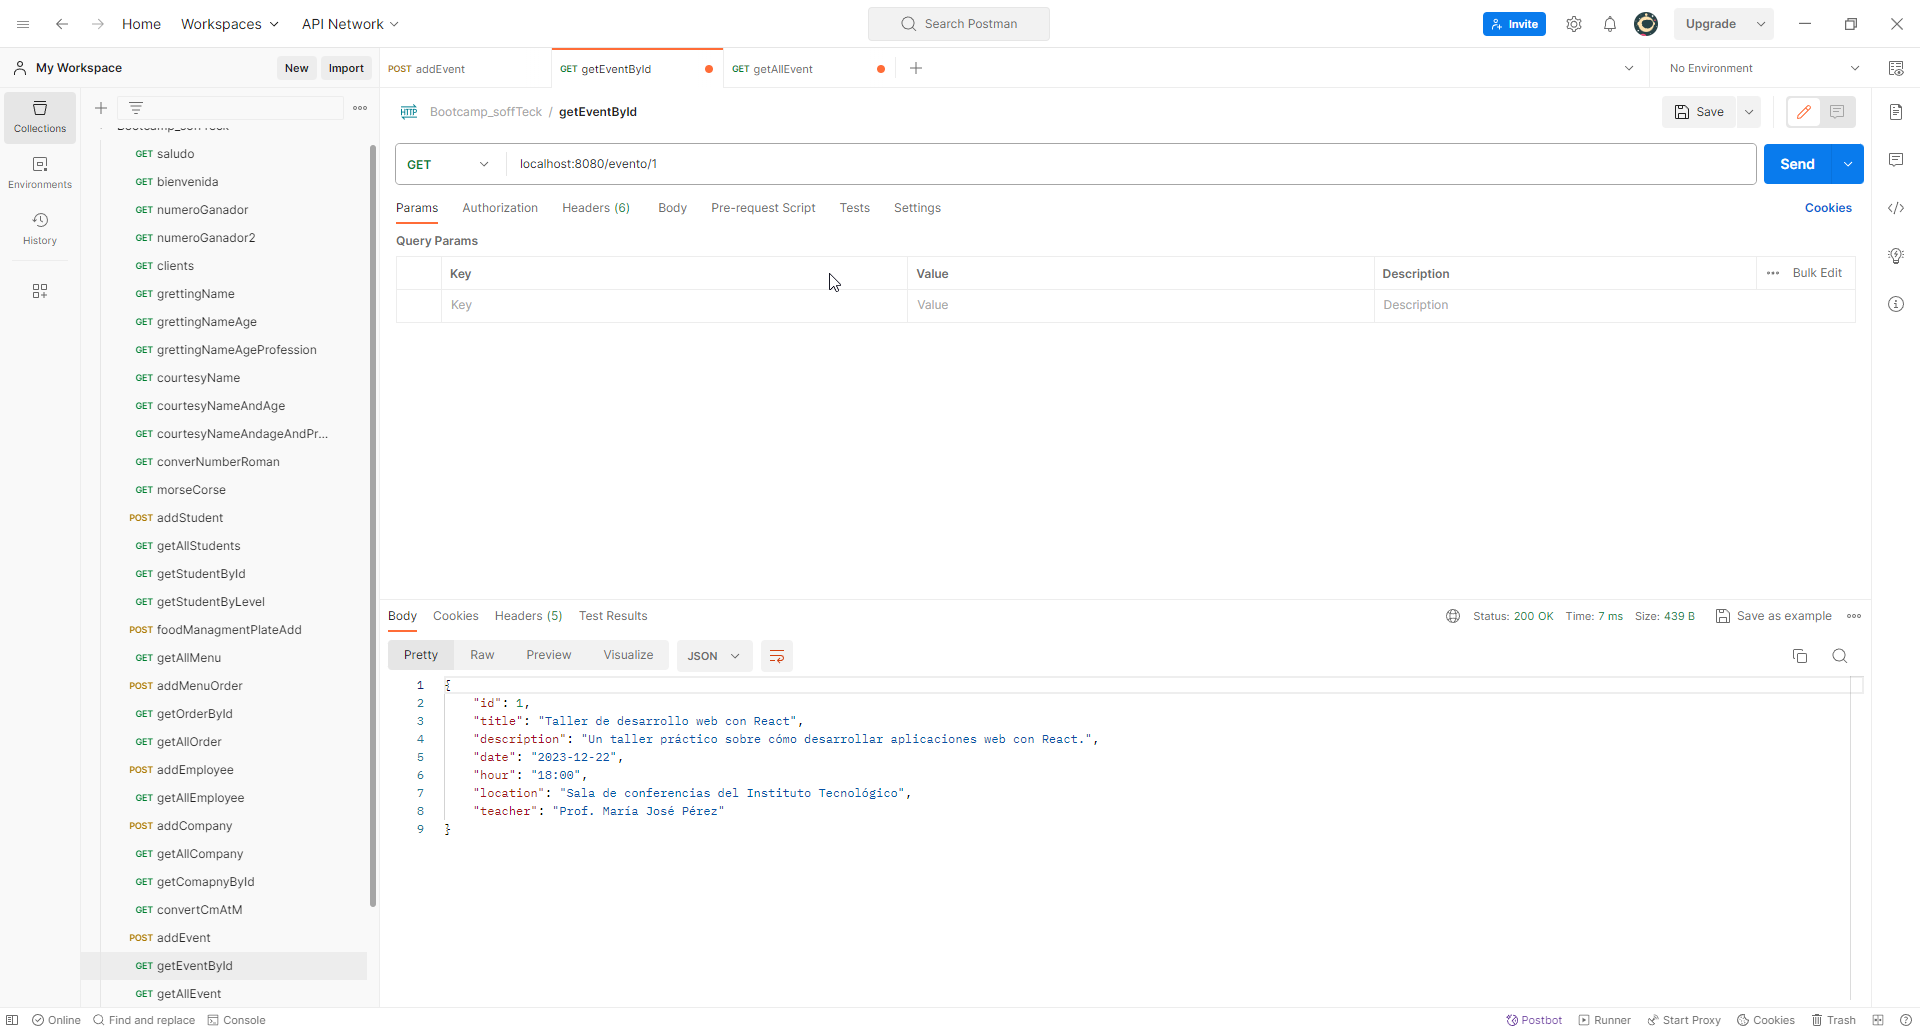 Home Workspaces API Network Search Postman Invite Upgrade
My Workspace New Import POST addEvent GET getEventById GET getAllEvent No Environment
Collections
Environments
History
Bootcamp_soffTeck
GET saludo
GET bienvenida
GET numeroGanador
GET numeroGanador2
GET clients
GET grettingName
GET grettingNameAge
GET grettingNameAgeProfession
GET courtesyName
GET courtesyNameAndAge
GET courtesyNameAndageAndPr...
GET converNumberRoman
GET morseCorse
POST addStudent
GET getAllStudents
GET getStudentById
GET getStudentByLevel
POST foodManagmentPlateAdd
GET getAllMenu
POST addMenuOrder
GET getOrderById
GET getAllOrder
POST addEmployee
GET getAllEmployee
POST addCompany
GET getAllCompany
GET getComapnyById
GET convertCmAtM
POST addEvent
GET getEventById
GET getAllEvent
HTTP Bootcamp_soffTeck / getEventById Save
GET localhost:8080/evento/1 Send
Params Authorization Headers (6) Body Pre-request Script Tests Settings Cookies
Query Params
Key Value Description Bulk Edit
Key Value Description
Body Cookies Headers (5) Test Results Status: 200 OK Time: 7 ms Size: 439 B Save as example
Pretty Raw Preview Visualize JSON
1 {
2 "id": 1,
3 "title": "Taller de desarrollo web con React",
4 "description": "Un taller práctico sobre cómo desarrollar aplicaciones web con React.",
5 "date": "2023-12-22",
6 "hour": "18:00",
7 "location": "Sala de conferencias del Instituto Tecnológico",
8 "teacher": "Prof. María José Pérez"
9 }
Online Find and replace Console Postbot Runner Start Proxy Cookies Trash